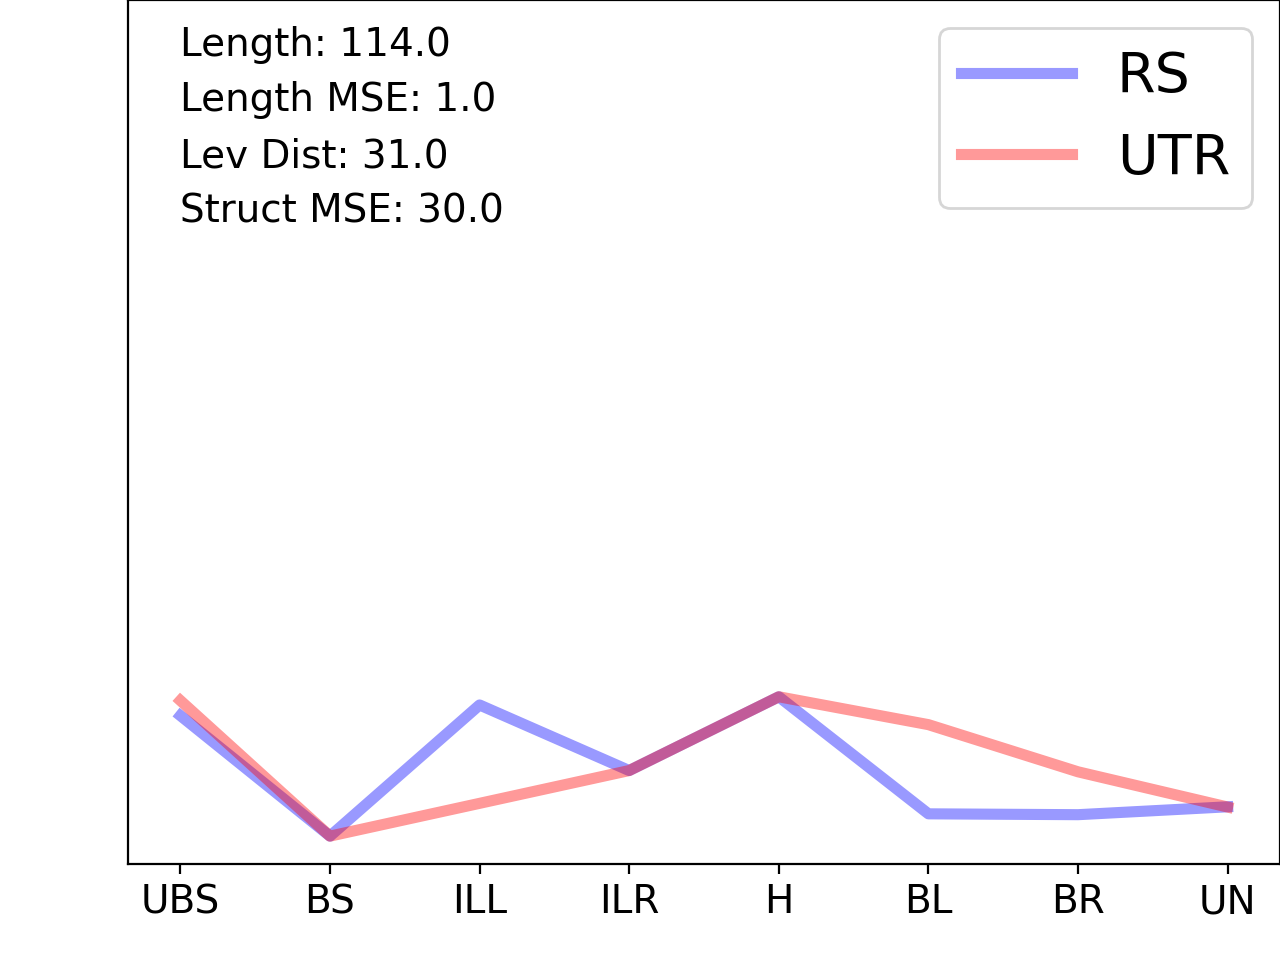 Length: 114.0
Length MSE: 1.0
Lev Dist: 31.0
Struct MSE: 30.0
RS
UTR
UBS BS ILL ILR H BL BR UN